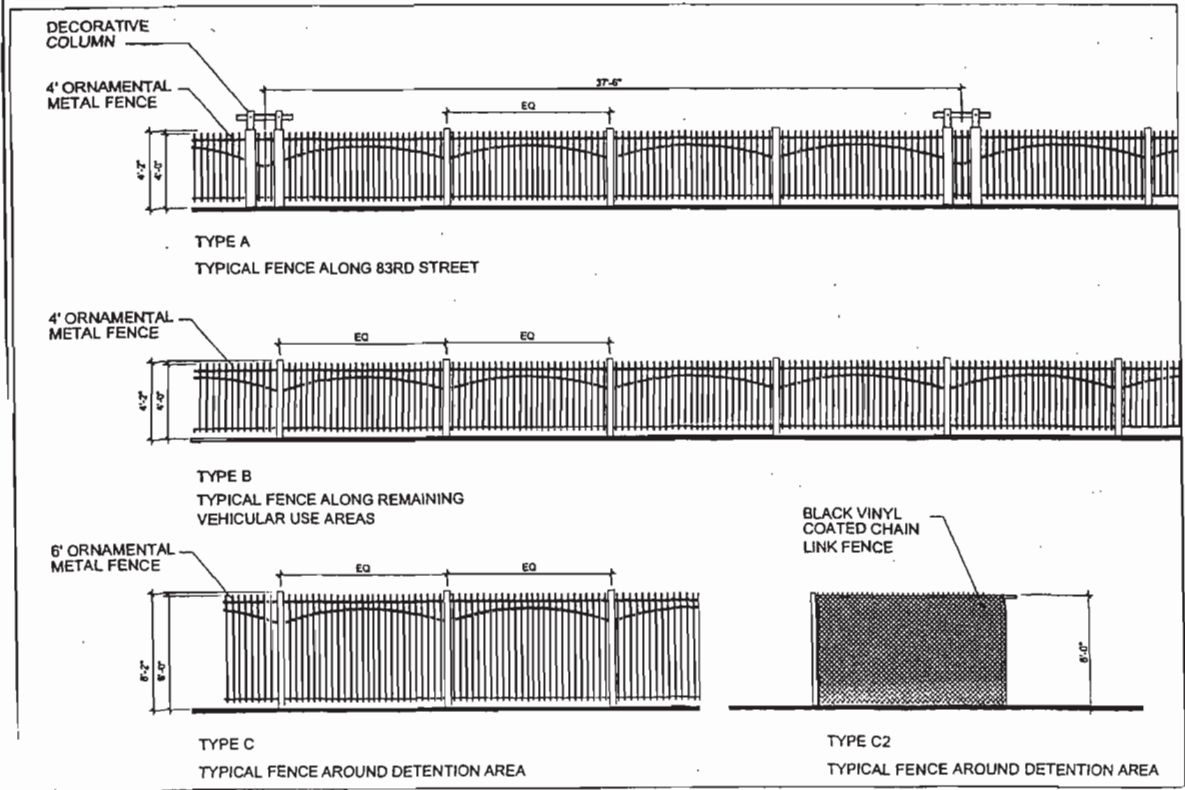 DECORATIVE
COLUMN
4' ORNAMENTAL
METAL FENCE
37'-6"
EQ
4'-2"
4'-0"
TYPE A
TYPICAL FENCE ALONG 83RD STREET
4' ORNAMENTAL
METAL FENCE
EQ
EQ
4'-2"
4'-0"
TYPE B
TYPICAL FENCE ALONG REMAINING
VEHICULAR USE AREAS
6' ORNAMENTAL
METAL FENCE
EQ
EQ
6'-2"
6'-0"
TYPE C
TYPICAL FENCE AROUND DETENTION AREA
BLACK VINYL
COATED CHAIN
LINK FENCE
6'-0"
TYPE C2
TYPICAL FENCE AROUND DETENTION AREA